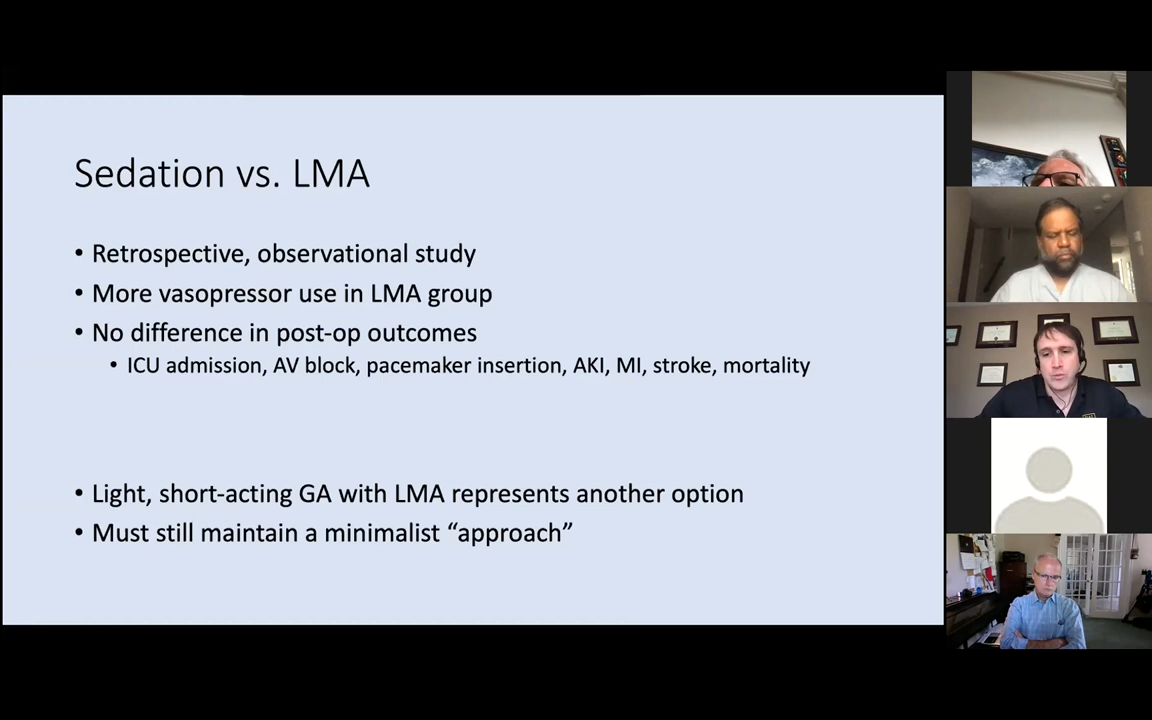 Sedation vs. LMA
• Retrospective, observational study
• More vasopressor use in LMA group
• No difference in post-op outcomes
• ICU admission, AV block, pacemaker insertion, AKI, MI, stroke, mortality
• Light, short-acting GA with LMA represents another option
• Must still maintain a minimalist “approach”